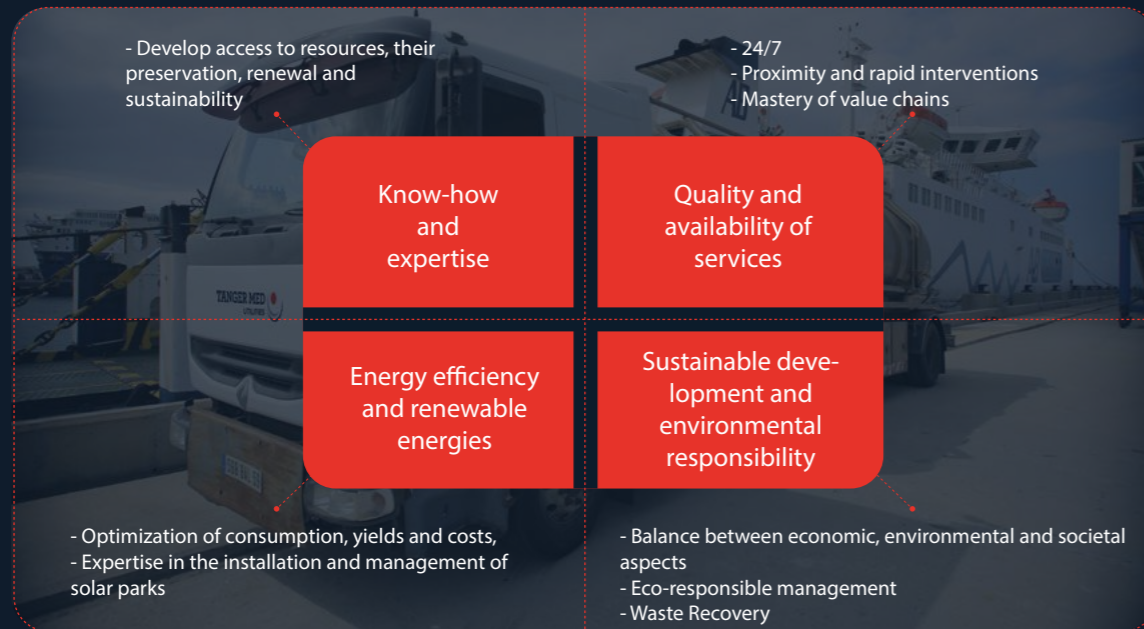 - Develop access to resources, their
preservation, renewal and
sustainability
- 24/7
- Proximity and rapid interventions
- Mastery of value chains
Know-how
and
expertise
Quality and
availability of
services
TANGER MED
UTILITIES
Energy efficiency
and renewable
energies
Sustainable deve-
lopment and
environmental
responsibility
- Optimization of consumption, yields and costs,
- Expertise in the installation and management of
solar parks
- Balance between economic, environmental and societal
aspects
- Eco-responsible management
- Waste Recovery